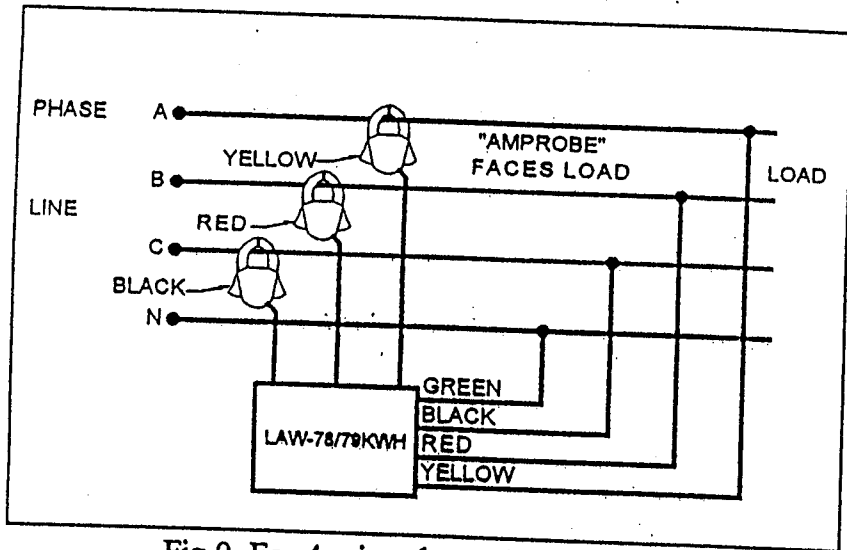 PHASE A
"AMPROBE"
FACES LOAD
YELLOW
LOAD
B
LINE
RED
C
BLACK
N
GREEN
BLACK
LAW-78/79KWH
RED
YELLOW